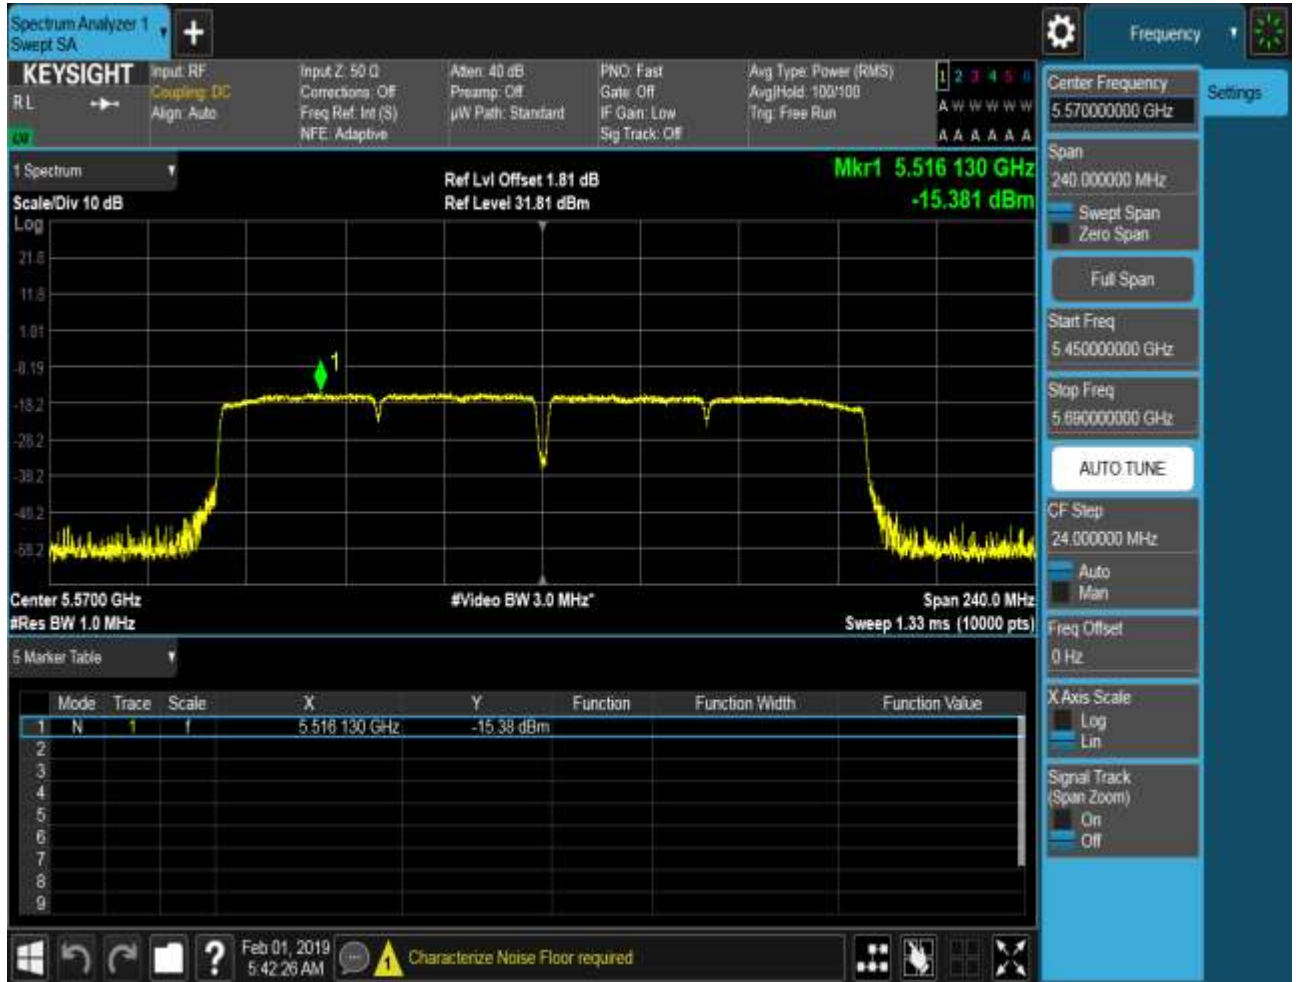 Spectrum Analyzer 1
Swept SA
Frequency
KEYSIGHT
R L
Input: RF
Coupling: DC
Align: Auto
Input Z: 50 Ω
Corrections: Off
Freq Ref: Int (S)
NFE: Adaptive
Atten: 40 dB
Preamp: Off
µW Path: Standard
PNO: Fast
Gate: Off
IF Gain: Low
Sig Track: Off
Avg Type: Power (RMS)
Avg|Hold: 100/100
Trig: Free Run
1 2 3 4 5 6
A W W W W W
A A A A A A
1 Spectrum
Scale/Div 10 dB
Ref Lvl Offset 1.81 dB
Ref Level 31.81 dBm
Mkr1 5.516 130 GHz
-15.381 dBm
Log
21.8
11.8
1.81
-8.19
-18.2
-28.2
-38.2
-48.2
-58.2
1
Center 5.5700 GHz
#Res BW 1.0 MHz
#Video BW 3.0 MHz*
Span 240.0 MHz
Sweep 1.33 ms (10000 pts)
5 Marker Table
Mode Trace Scale X Y Function Function Width Function Value
1 N 1 f 5.516 130 GHz -15.38 dBm
2
3
4
5
6
7
8
9
Feb 01, 2019
5:42:26 AM
1
Characterize Noise Floor required
Center Frequency
5.570000000 GHz
Settings
Span
240.000000 MHz
Swept Span
Zero Span
Full Span
Start Freq
5.450000000 GHz
Stop Freq
5.690000000 GHz
AUTO TUNE
CF Step
24.000000 MHz
Auto
Man
Freq Offset
0 Hz
X Axis Scale
Log
Lin
Signal Track
(Span Zoom)
On
Off